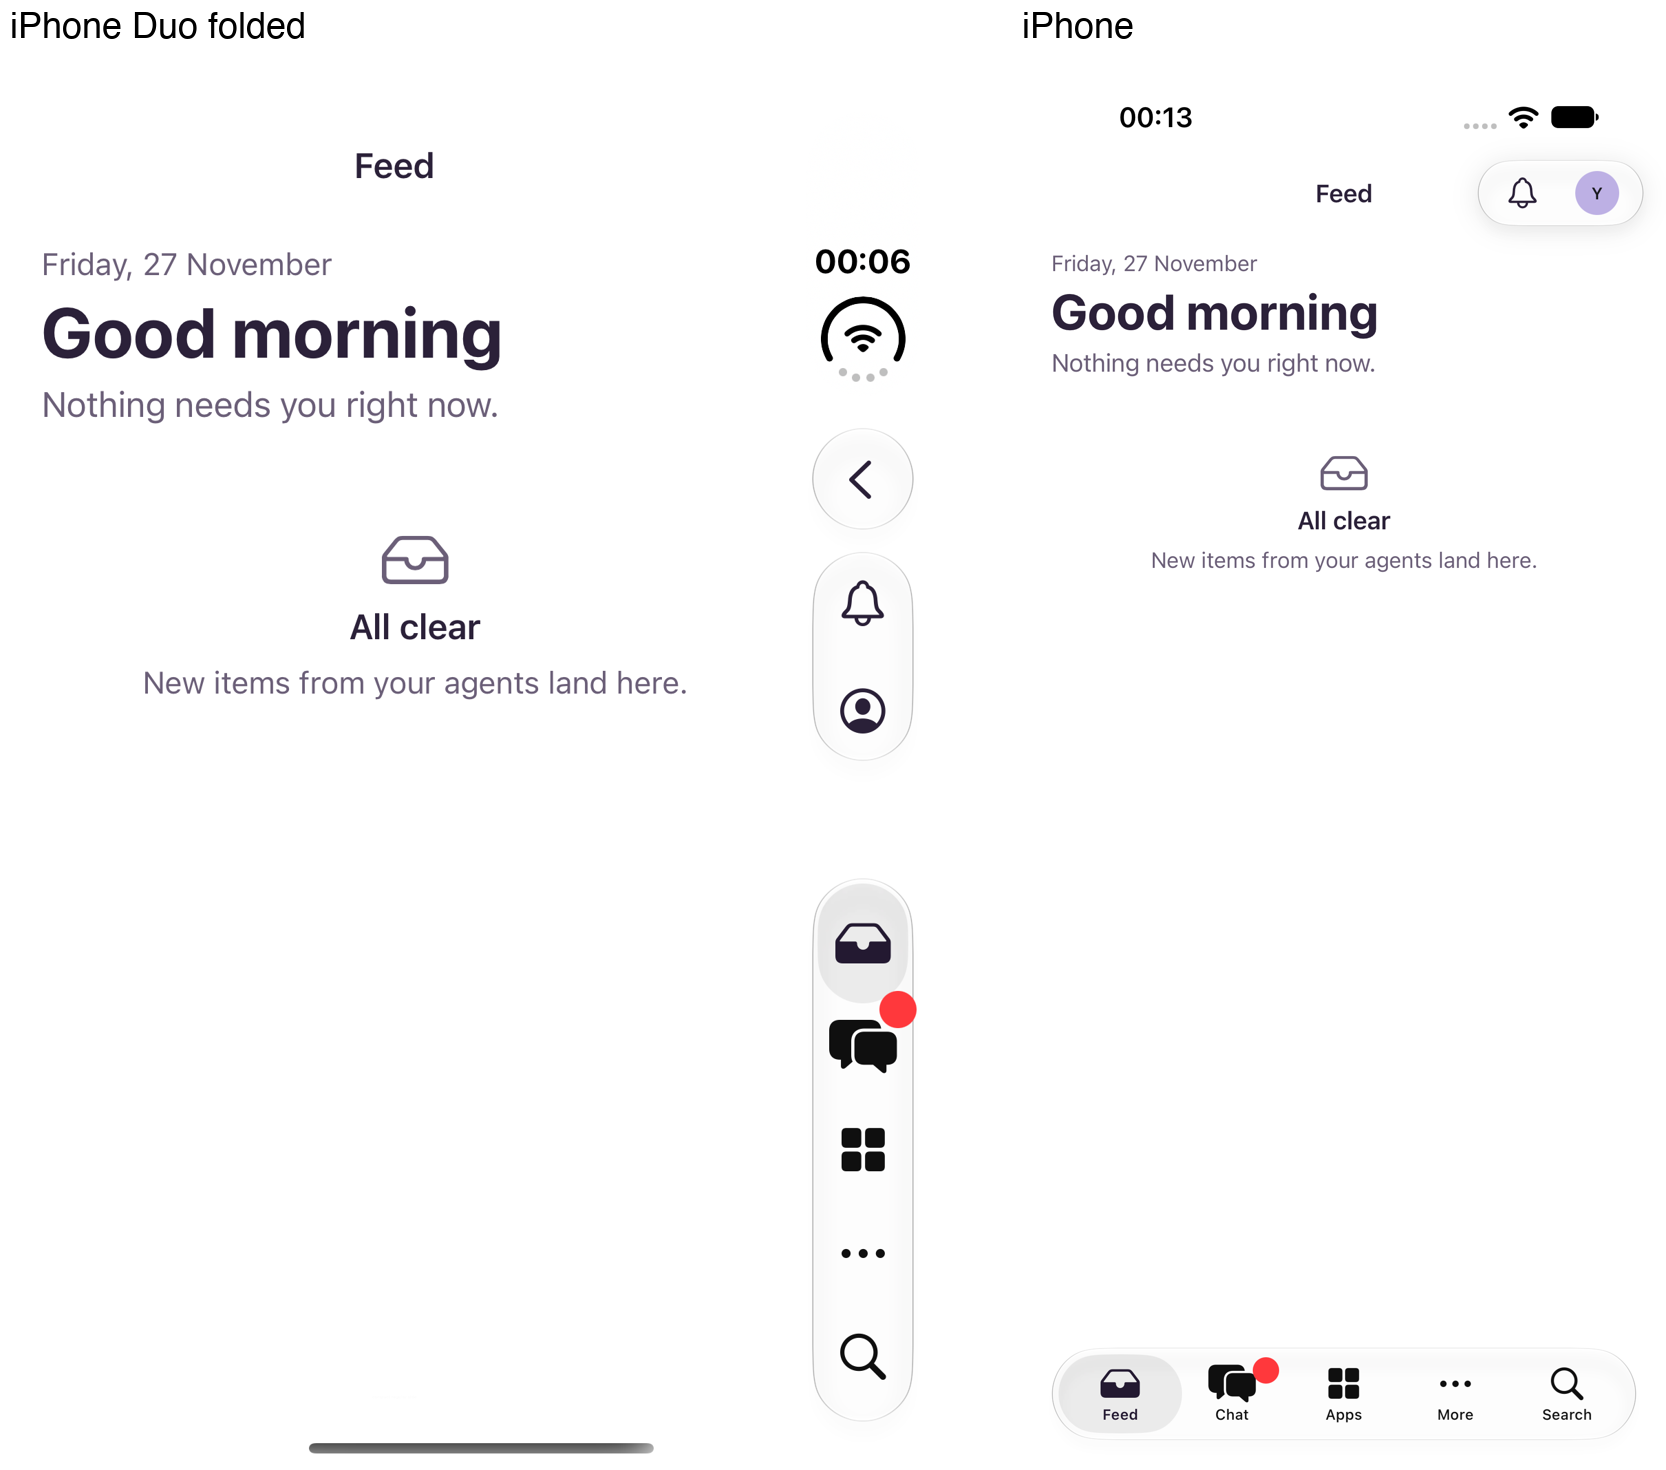 iPhone Duo folded
Feed
Friday, 27 November
Good morning
Nothing needs you right now.
All clear
New items from your agents land here.
00:06
iPhone
00:13
Feed
Y
Friday, 27 November
Good morning
Nothing needs you right now.
All clear
New items from your agents land here.
Feed
Chat
Apps
More
Search